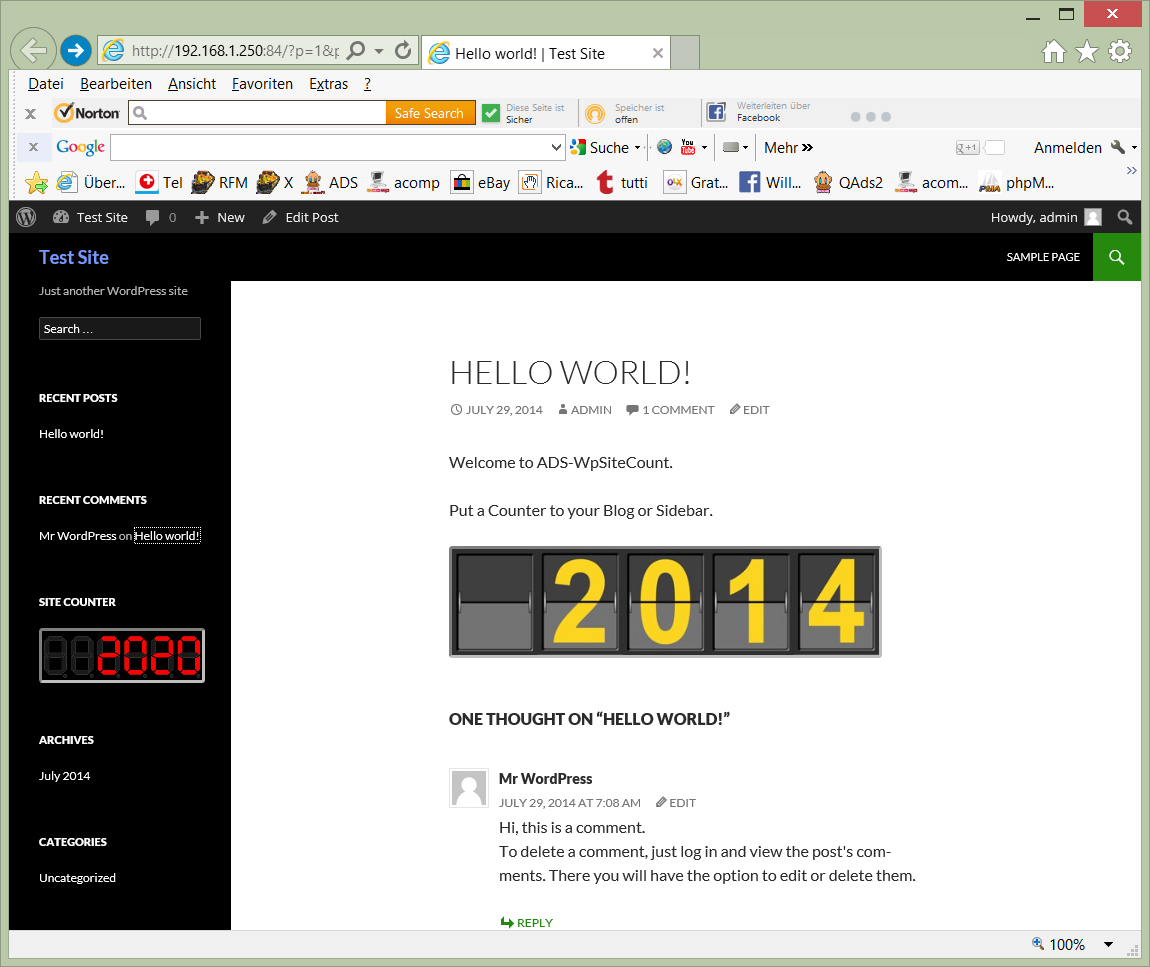 http://192.168.1.250:84/?p=1&p
Hello world! | Test Site
Datei Bearbeiten Ansicht Favoriten Extras ?
x Norton Safe Search Diese Seite ist Sicher Speicher ist offen Weiterleiten über Facebook
x Google Suche You Tube Mehr » g+1 Anmelden
Über... Tel RFM X ADS acomp eBay Rica... tutti Grat... Will... QAds2 acom... phpM... »
Test Site 0 New Edit Post Howdy, admin
Test Site SAMPLE PAGE
Just another WordPress site
Search …
RECENT POSTS
Hello world!
RECENT COMMENTS
Mr WordPress on Hello world!
SITE COUNTER
2020
ARCHIVES
July 2014
CATEGORIES
Uncategorized
HELLO WORLD!
JULY 29, 2014 ADMIN 1 COMMENT EDIT
Welcome to ADS-WpSiteCount.
Put a Counter to your Blog or Sidebar.
2014
ONE THOUGHT ON “HELLO WORLD!”
Mr WordPress
JULY 29, 2014 AT 7:08 AM EDIT
Hi, this is a comment.
To delete a comment, just log in and view the post's com-
ments. There you will have the option to edit or delete them.
REPLY
100%